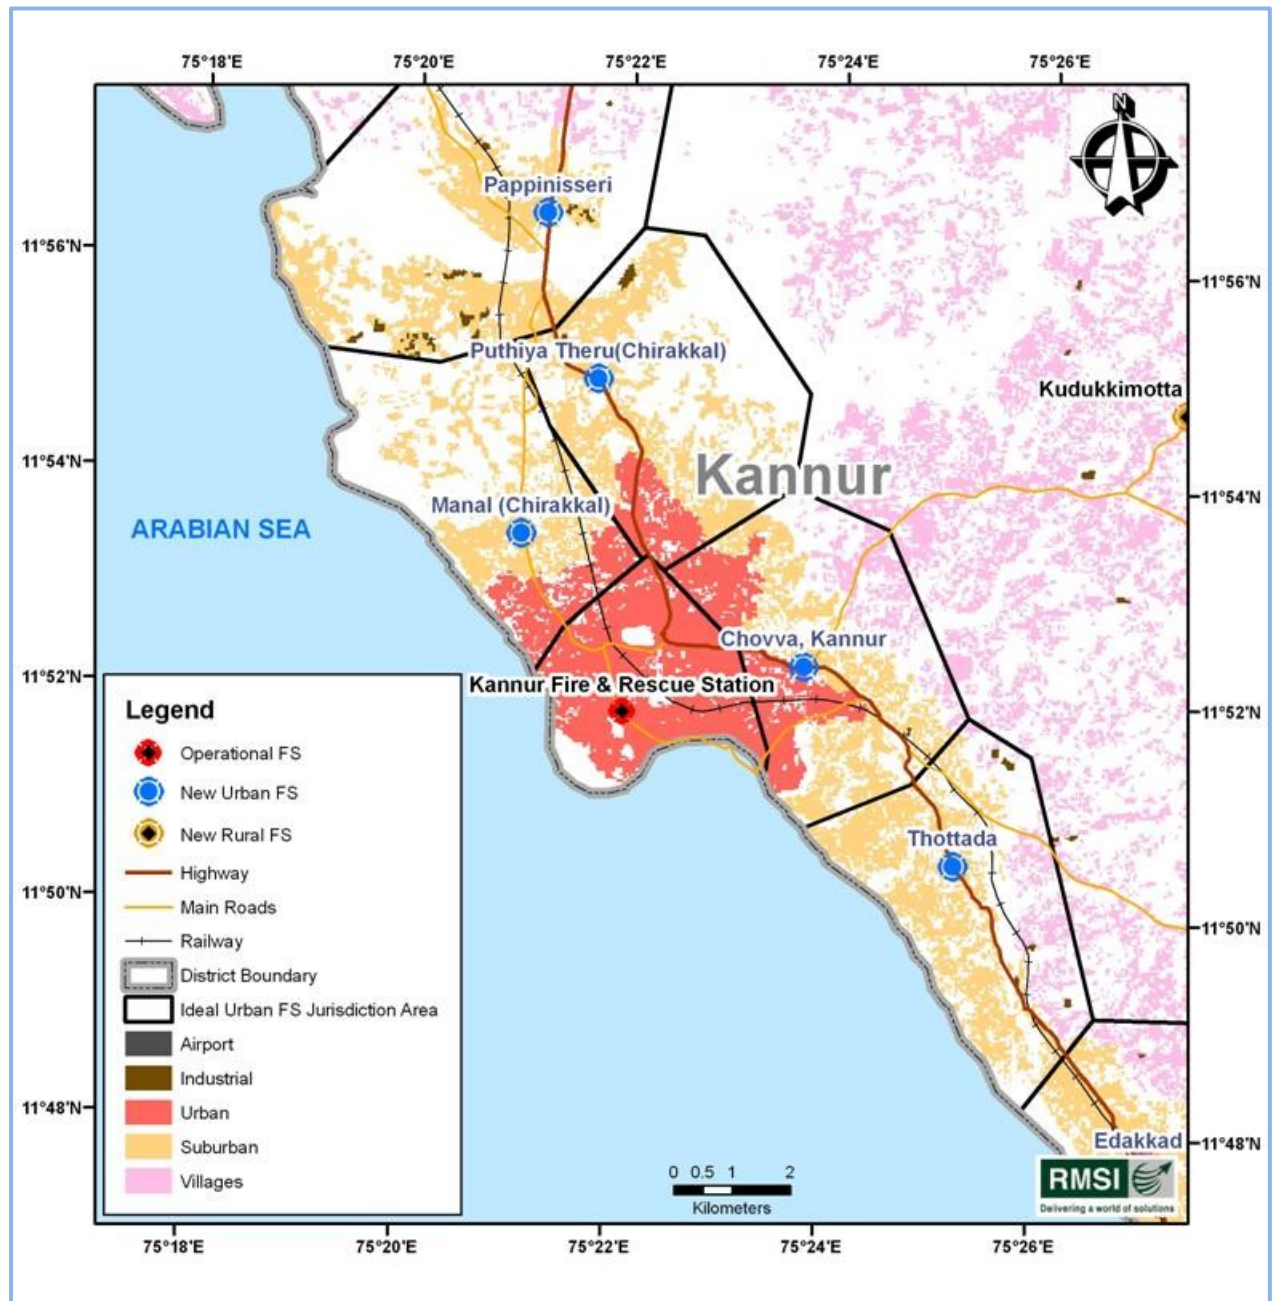 75°18'E 75°20'E 75°22'E 75°24'E 75°26'E
N
Pappinisseri
11°56'N
11°56'N
Puthiya Theru(Chirakkal)
Kudukkimotta
11°54'N
Kannur
11°54'N
Manal (Chirakkal)
ARABIAN SEA
Chovva, Kannur
11°52'N
Kannur Fire & Rescue Station
11°52'N
Legend
Operational FS
New Urban FS
New Rural FS
Highway
Main Roads
Railway
District Boundary
Ideal Urban FS Jurisdiction Area
Airport
Industrial
Urban
Suburban
Villages
Thottada
11°50'N
11°50'N
11°48'N
Edakkad
11°48'N
0 0.5 1 2
Kilometers
RMSI
Delivering a world of solutions
75°18'E 75°20'E 75°22'E 75°24'E 75°26'E